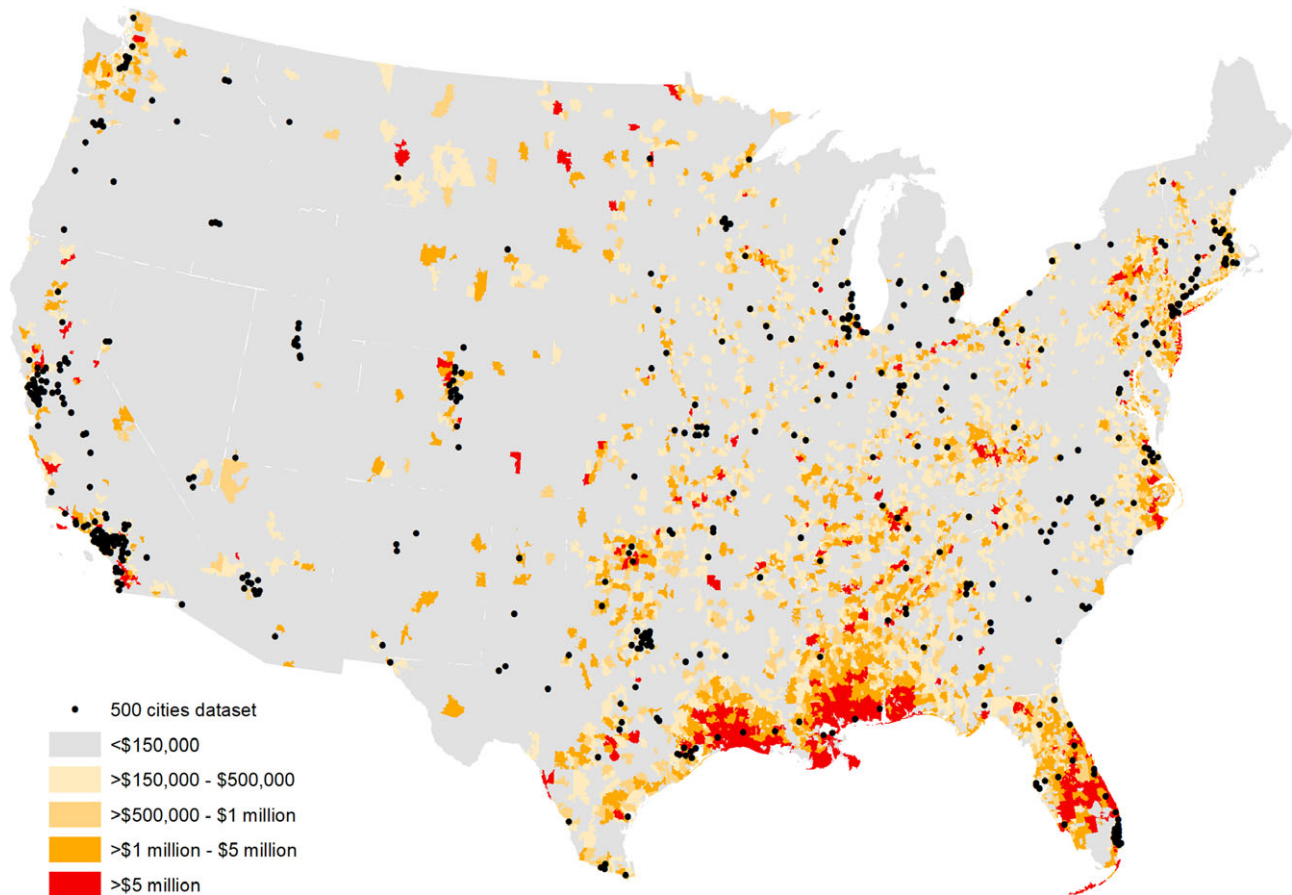 500 cities dataset
<$150,000
>$150,000 - $500,000
>$500,000 - $1 million
>$1 million - $5 million
>$5 million